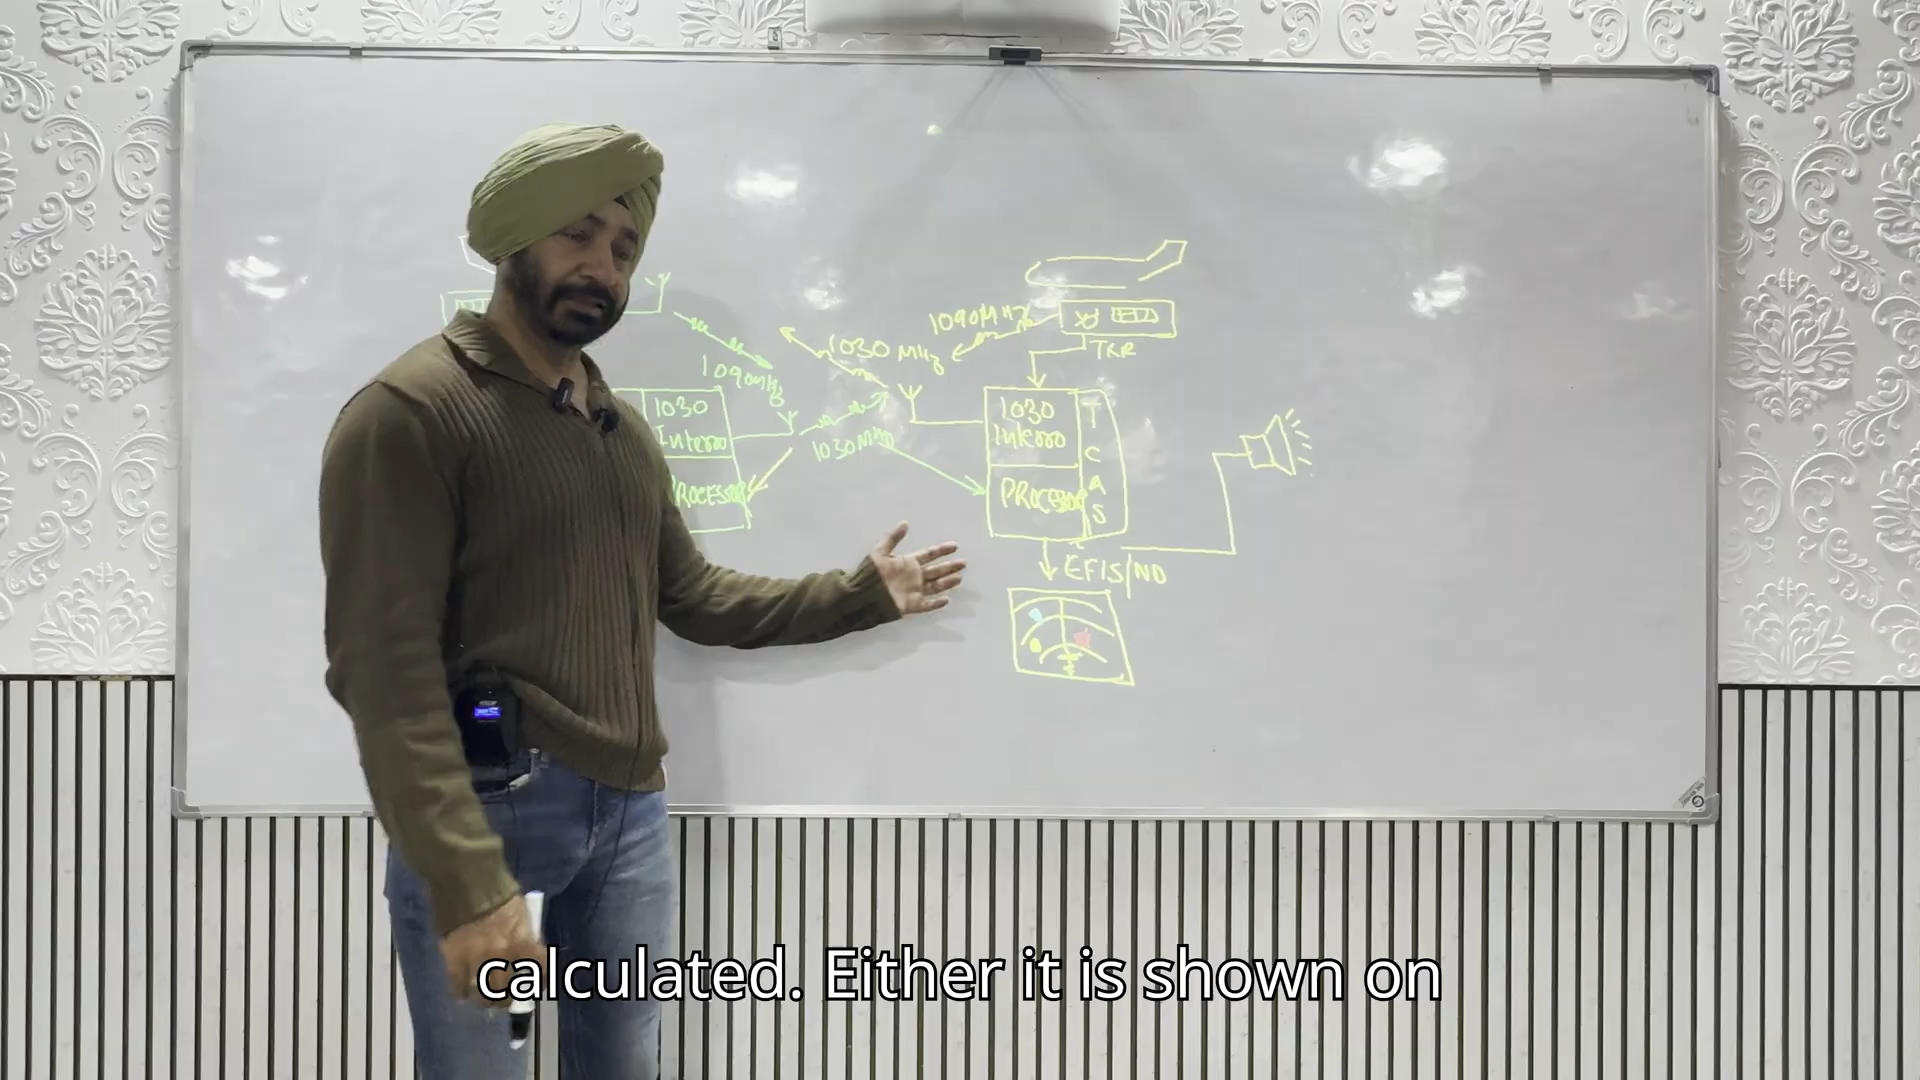 1090MHz
1030 MHz
1090MHz
TXR
1030
Interro
PROCESSOR
1030MHz
1030
Interro
PROCESSOR
T
C
A
S
EFIS/ND
calculated. Either it is shown on